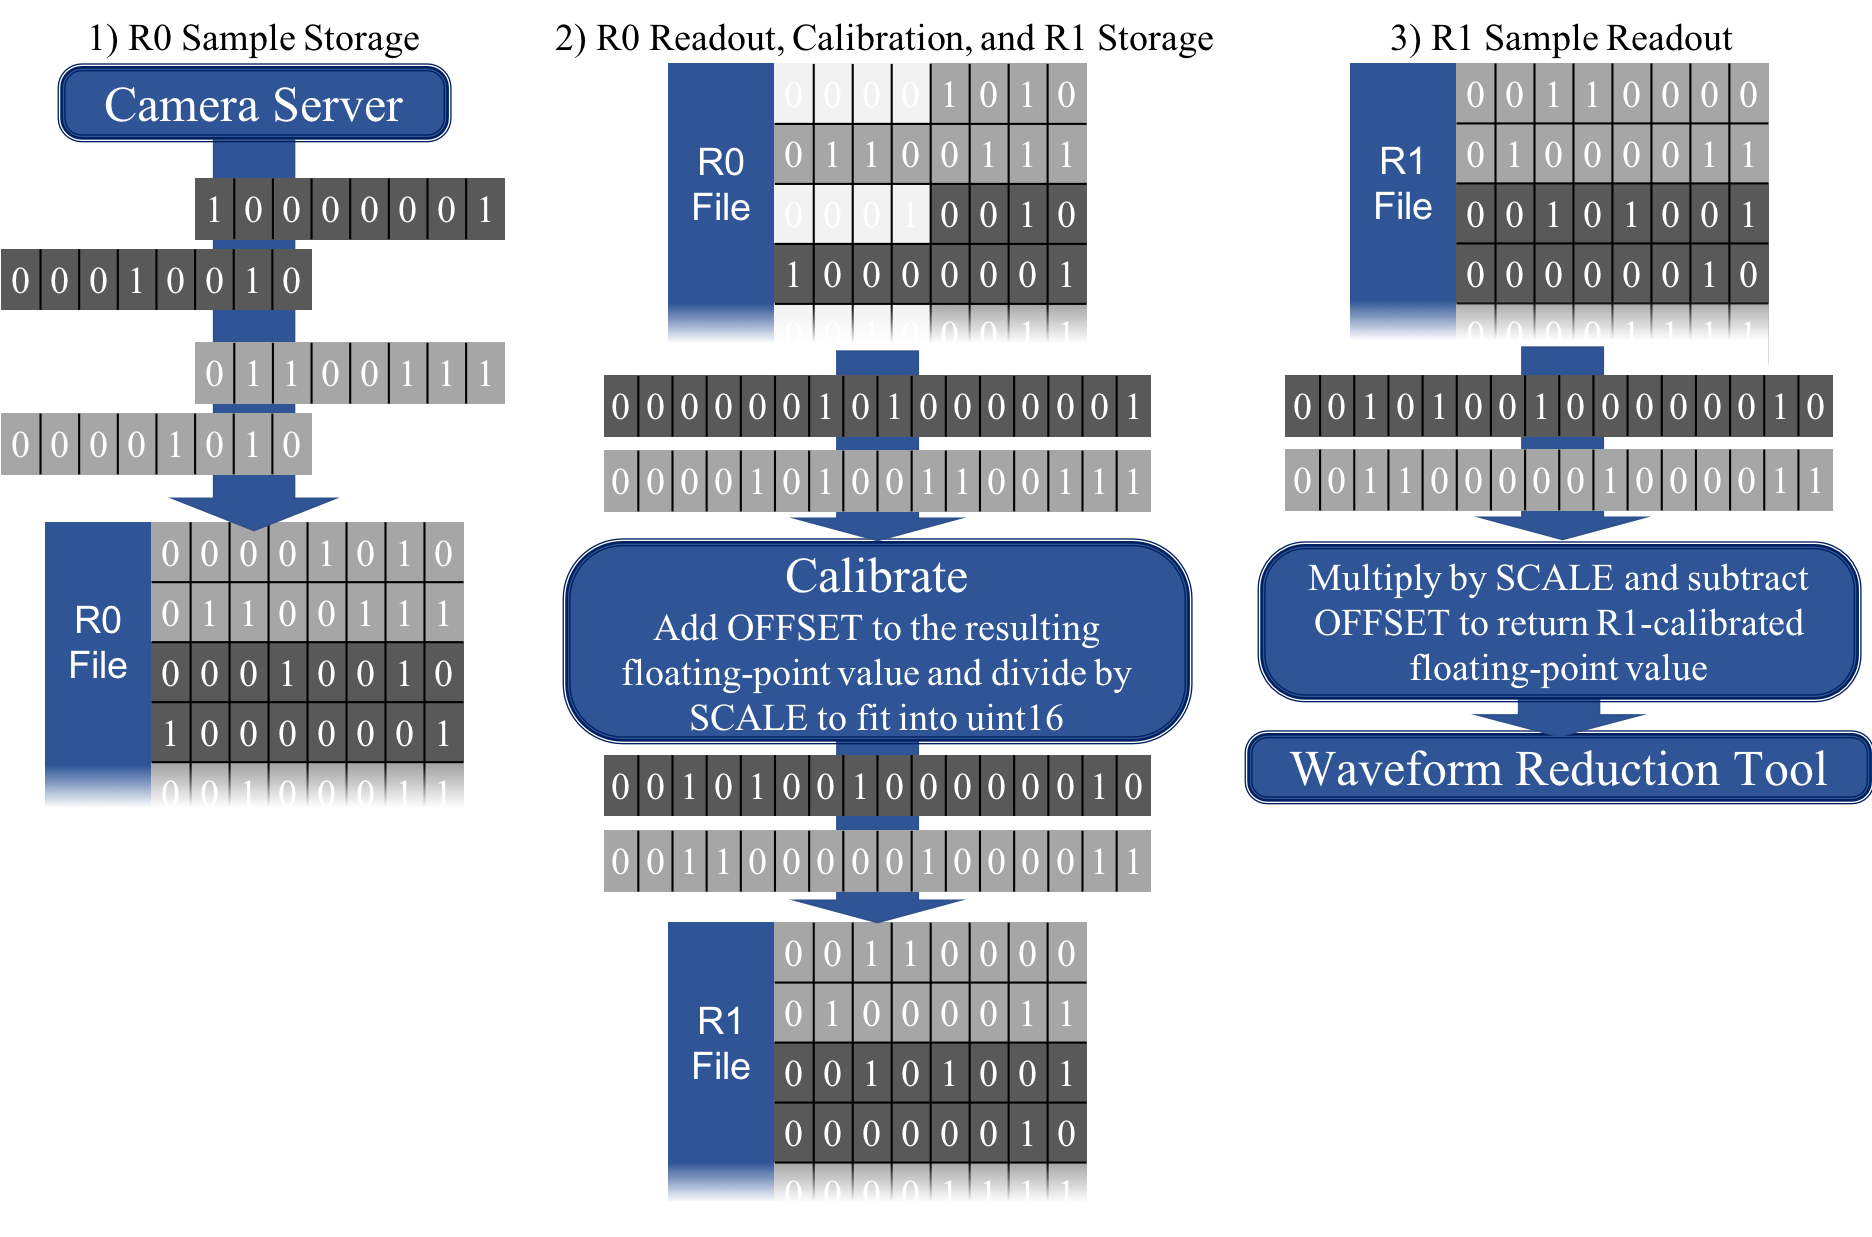 1) R0 Sample Storage
Camera Server
1 0 0 0 0 0 0 1
0 0 0 1 0 0 1 0
0 1 1 0 0 1 1 1
0 0 0 0 1 0 1 0
R0
File
0 0 0 0 1 0 1 0
0 1 1 0 0 1 1 1
0 0 0 1 0 0 1 0
1 0 0 0 0 0 0 1
0 0 1 0 0 0 1 1
2) R0 Readout, Calibration, and R1 Storage
R0
File
0 0 0 0 1 0 1 0
0 1 1 0 0 1 1 1
0 0 0 1 0 0 1 0
1 0 0 0 0 0 0 1
0 0 1 0 0 0 1 1
0 0 0 0 0 0 1 0 1 0 0 0 0 0 0 1
0 0 0 0 1 0 1 0 0 1 1 0 0 1 1 1
Calibrate
Add OFFSET to the resulting
floating-point value and divide by
SCALE to fit into uint16
0 0 1 0 1 0 0 1 0 0 0 0 0 0 1 0
0 0 1 1 0 0 0 0 0 1 0 0 0 0 1 1
R1
File
0 0 1 1 0 0 0 0
0 1 0 0 0 0 1 1
0 0 1 0 1 0 0 1
0 0 0 0 0 0 1 0
0 0 0 0 1 1 1 1
3) R1 Sample Readout
R1
File
0 0 1 1 0 0 0 0
0 1 0 0 0 0 1 1
0 0 1 0 1 0 0 1
0 0 0 0 0 0 1 0
0 0 0 0 1 1 1 1
0 0 1 0 1 0 0 1 0 0 0 0 0 0 1 0
0 0 1 1 0 0 0 0 0 1 0 0 0 0 1 1
Multiply by SCALE and subtract
OFFSET to return R1-calibrated
floating-point value
Waveform Reduction Tool